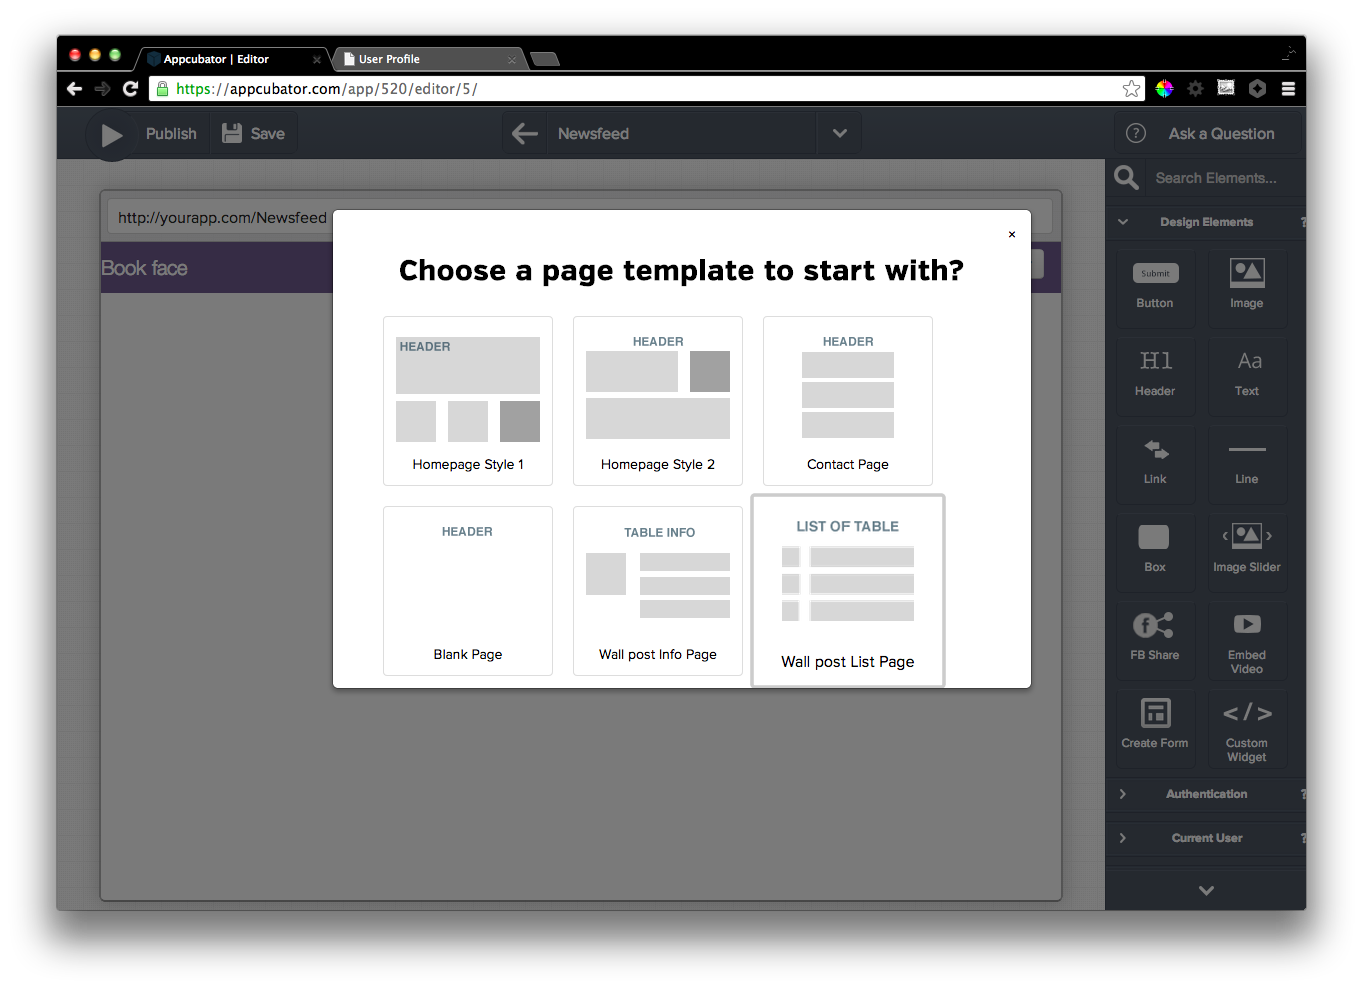 Appcubator | Editor
User Profile
https://appcubator.com/app/520/editor/5/
Publish
Save
Newsfeed
? Ask a Question
Search Elements...
http://yourapp.com/Newsfeed
Design Elements ?
Book face
Choose a page template to start with?
×
HEADER
Homepage Style 1
HEADER
Homepage Style 2
HEADER
Contact Page
HEADER
Blank Page
TABLE INFO
Wall post Info Page
LIST OF TABLE
Wall post List Page
Submit
Button
Image
H1
Header
Aa
Text
Link
Line
Box
Image Slider
f
FB Share
Embed
Video
Create Form
</>
Custom
Widget
Authentication ?
Current User ?